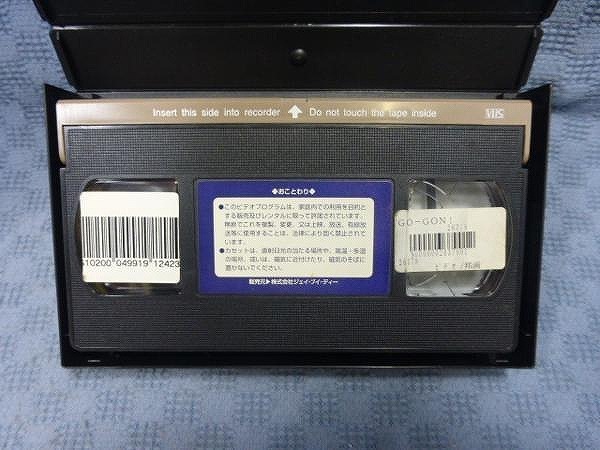 Insert this side into recorder Do not touch the tape inside VHS
◆おことわり◆
●このビデオプログラムは、家庭内での利用を目的と
する販売及びレンタルに限って許諾されています。
無断でこれを複製、変更、又は上映、放送、有線放
送等に使用することは、法律により固く禁止されて
います。
●カセットは、直射日光の当たる場所や、高温・多湿
の場所、或いは、磁気に近付けたり、磁気のそばに
置かないでください。
販売元▶株式会社ジェイ・ブイ・ディー
10200 049919 12423
GO-GON!
ビデオ/邦画